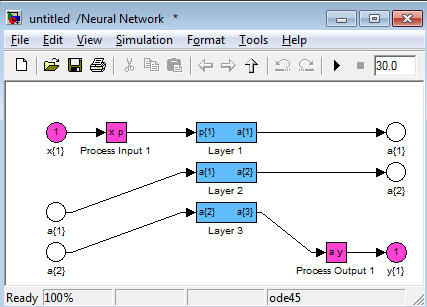 untitled /Neural Network *
File Edit View Simulation Format Tools Help
30.0
1 x p p{1} a{1}
x{1} Process Input 1 Layer 1 a{1}
a{1} a{2}
Layer 2 a{2}
a{1} a{2} a{3}
Layer 3
a{2} a y 1
Process Output 1 y{1}
Ready 100% ode45